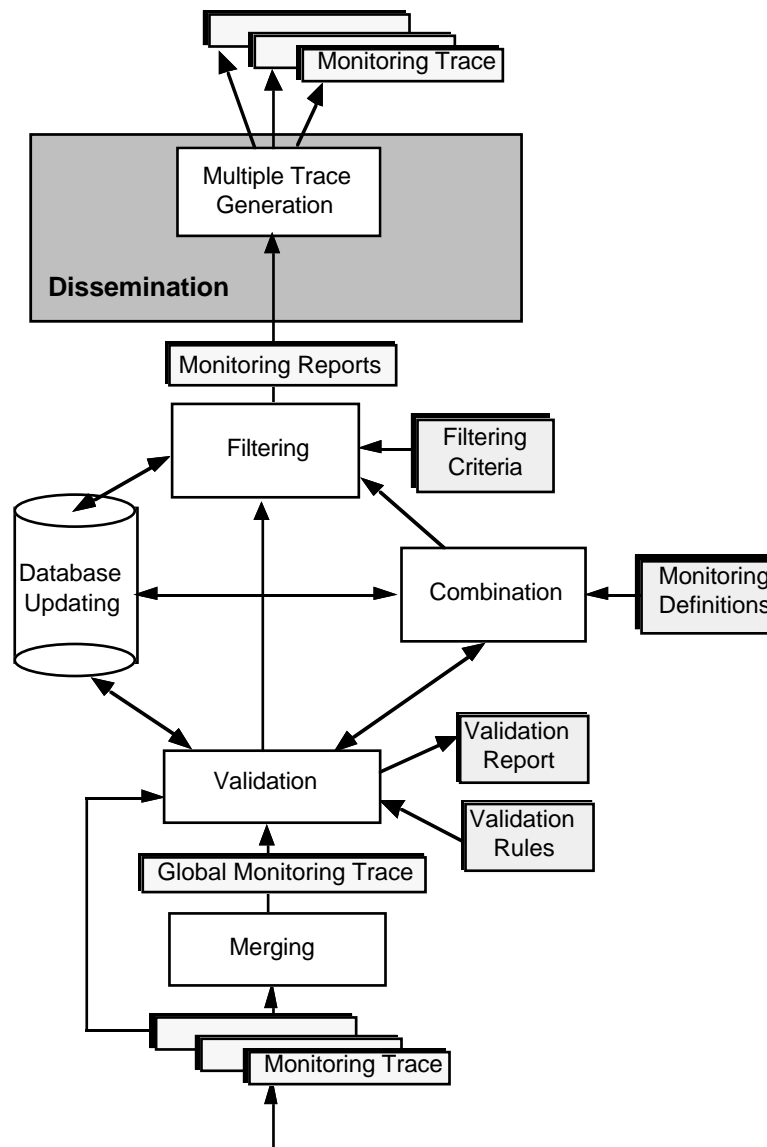 Monitoring Trace
Multiple Trace
Generation
Dissemination
Monitoring Reports
Filtering
Filtering
Criteria
Database
Updating
Combination
Monitoring
Definitions
Validation
Validation
Report
Validation
Rules
Global Monitoring Trace
Merging
Monitoring Trace